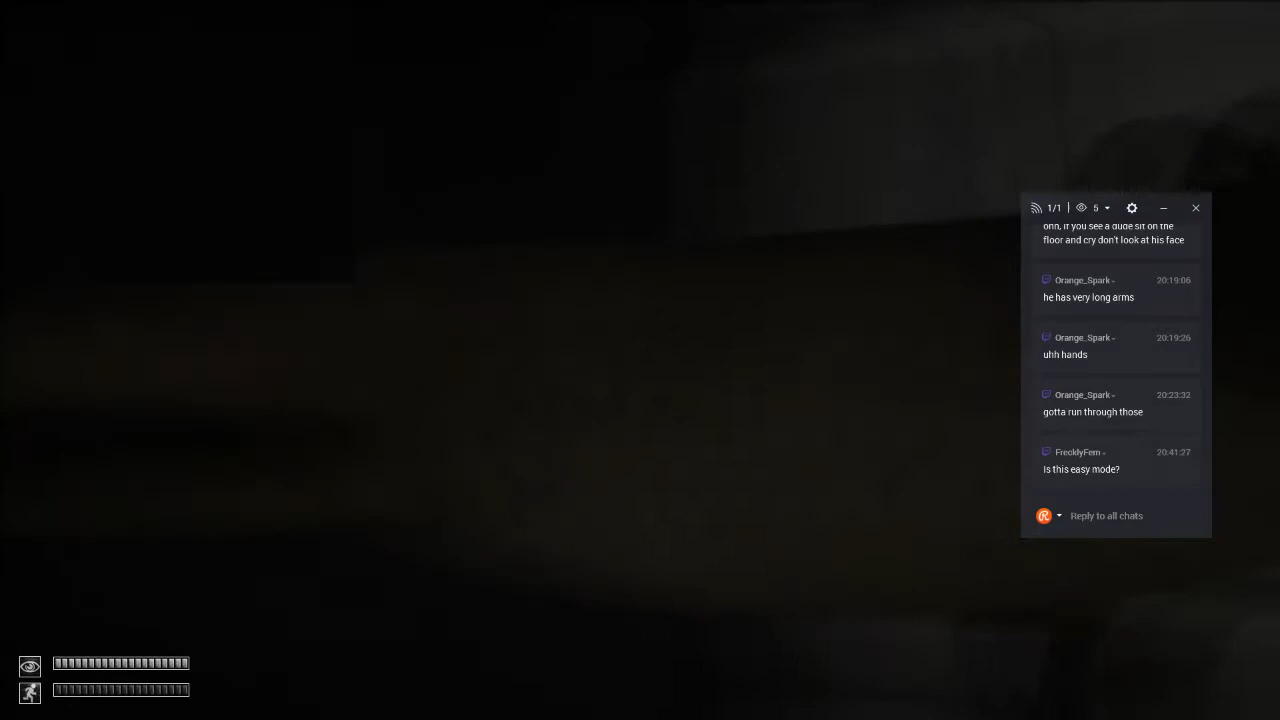 1/1 | 5
ohh, if you see a dude sit on the
floor and cry don't look at his face
Orange_Spark
20:19:06
he has very long arms
Orange_Spark
20:19:26
uhh hands
Orange_Spark
20:23:32
gotta run through those
FrecklyFem
20:41:27
Is this easy mode?
Reply to all chats